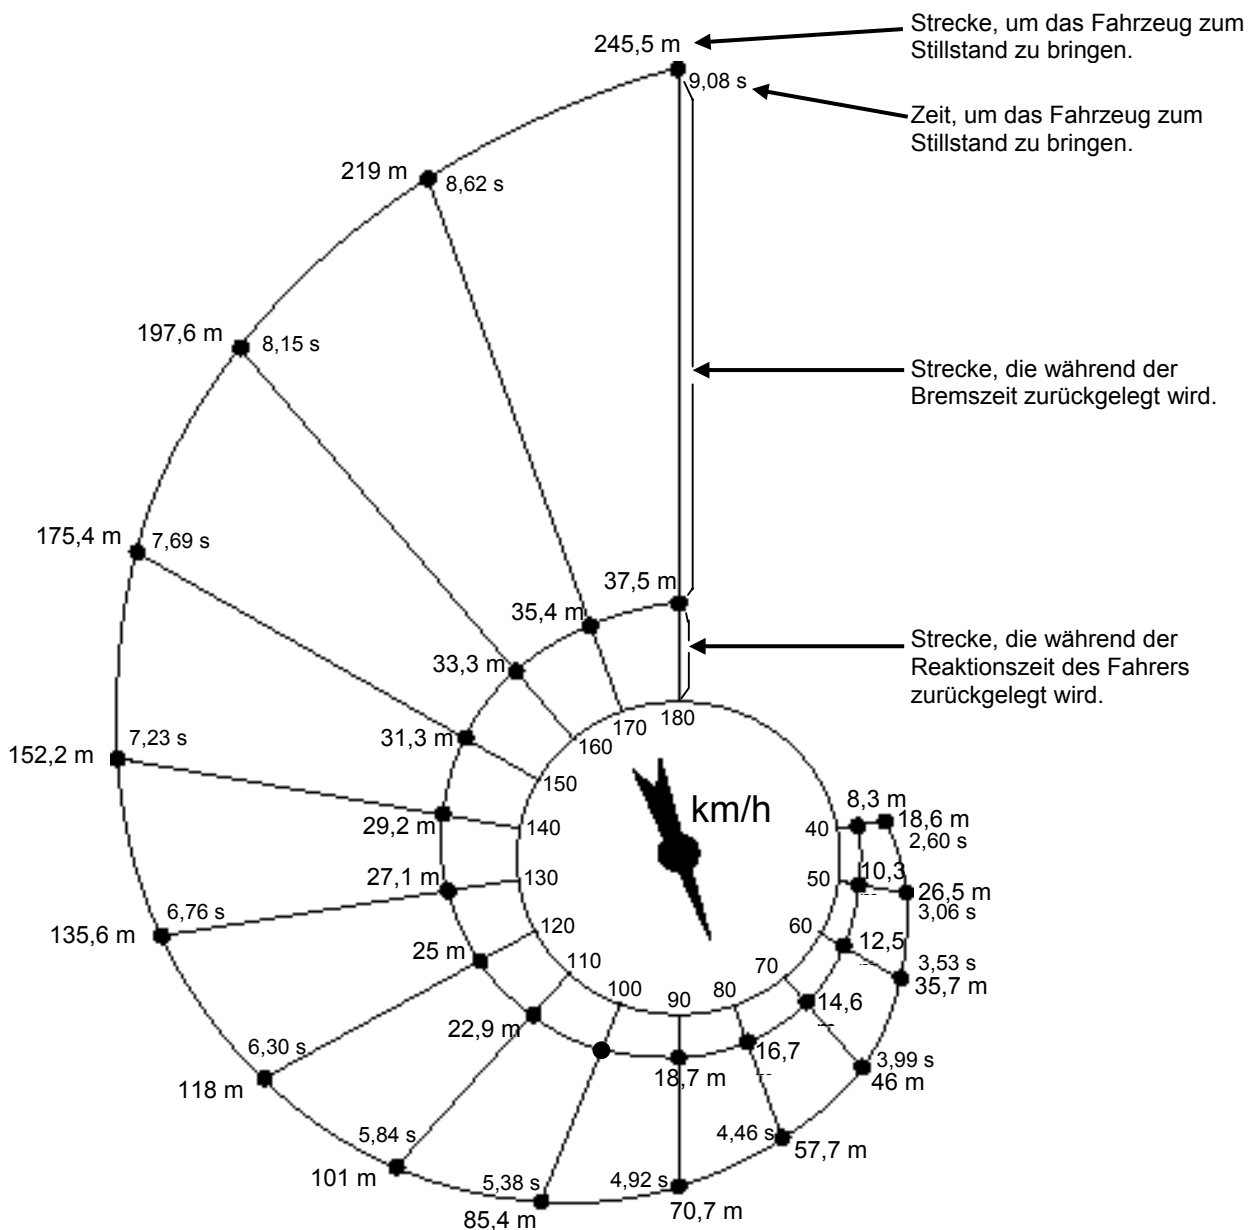 Strecke, um das Fahrzeug zum
Stillstand zu bringen.
245,5 m
9,08 s
Zeit, um das Fahrzeug zum
Stillstand zu bringen.
219 m
8,62 s
197,6 m
8,15 s
Strecke, die während der
Bremszeit zurückgelegt wird.
175,4 m
7,69 s
37,5 m
35,4 m
33,3 m
Strecke, die während der
Reaktionszeit des Fahrers
zurückgelegt wird.
31,3 m
180
170
160
150
152,2 m
7,23 s
29,2 m
140
km/h
40
8,3 m
18,6 m
2,60 s
27,1 m
130
50
10,3
26,5 m
3,06 s
135,6 m
6,76 s
25 m
120
60
12,5
3,53 s
35,7 m
22,9 m
110
100
90
80
70
14,6
16,7
18,7 m
6,30 s
118 m
3,99 s
46 m
5,84 s
101 m
5,38 s
85,4 m
4,92 s
70,7 m
4,46 s
57,7 m